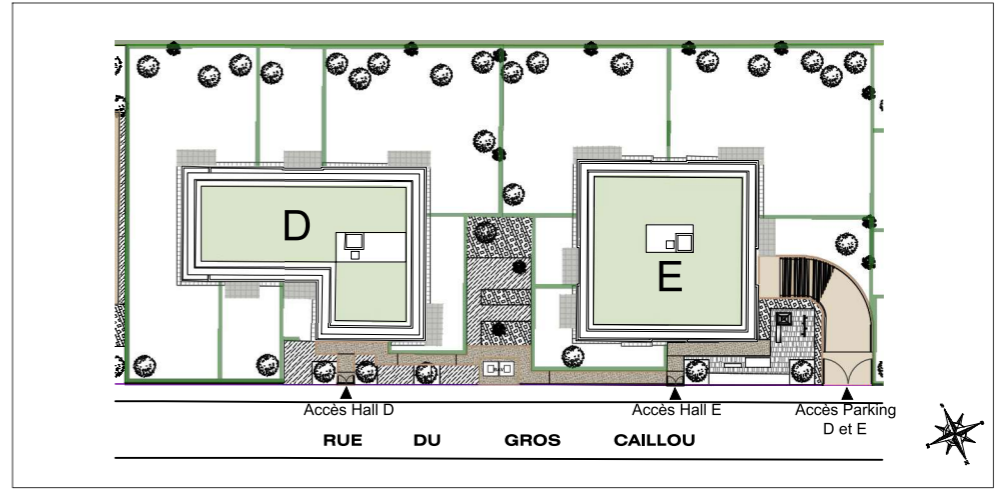 D
E
Accès Hall D
Accès Hall E
Accès Parking
D et E
RUE DU GROS CAILLOU